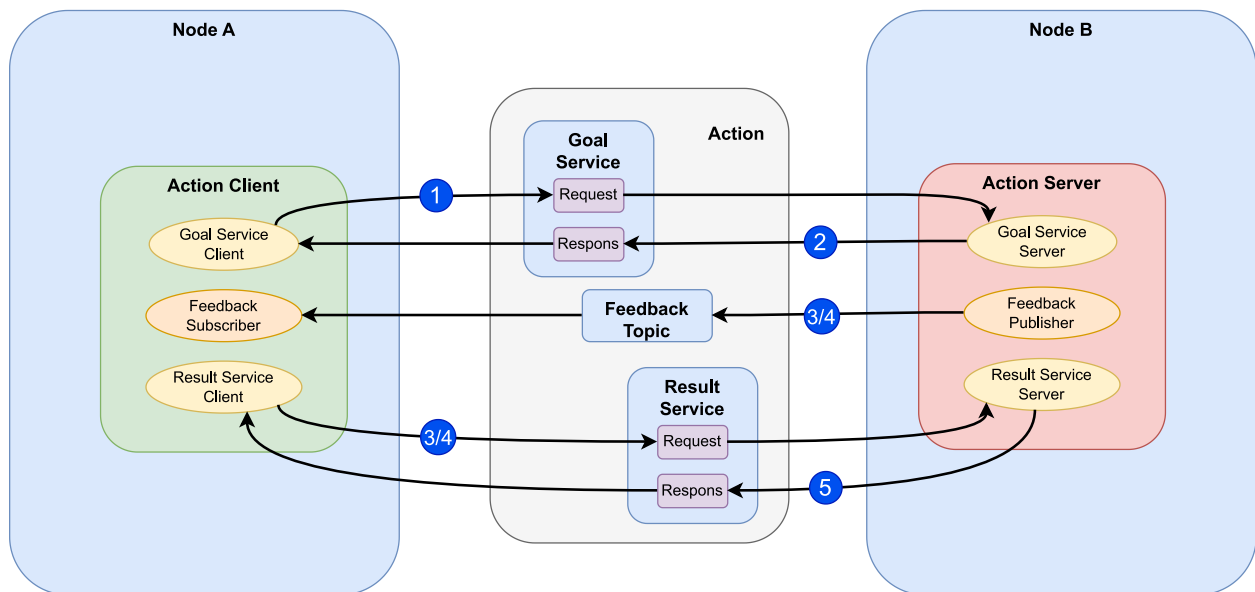 Node A
Node B
Action
Goal
Service
Request
Respons
Action Client
Goal Service
Client
Feedback
Subscriber
Result Service
Client
Action Server
Goal Service
Server
Feedback
Publisher
Result Service
Server
Feedback
Topic
Result
Service
Request
Respons
1
2
3/4
3/4
5